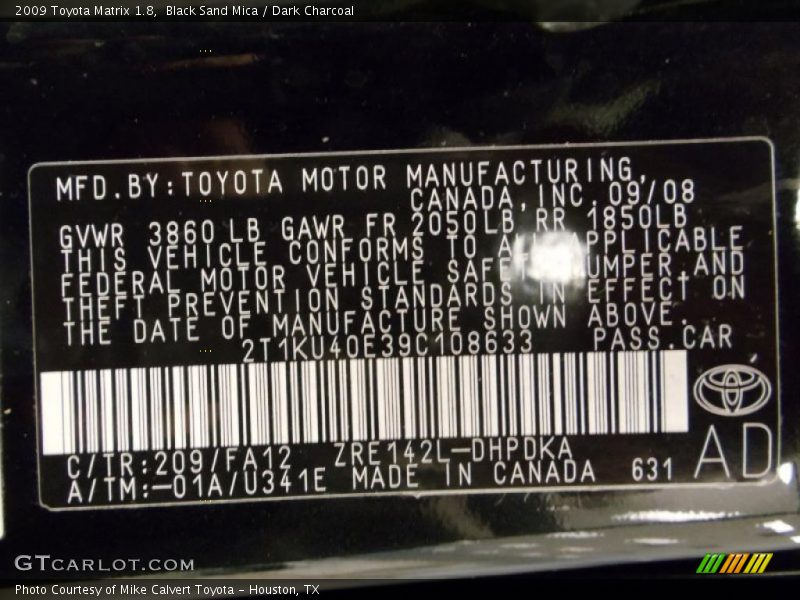 2009 Toyota Matrix 1.8, Black Sand Mica / Dark Charcoal
MFD.BY:TOYOTA MOTOR MANUFACTURING,
CANADA,INC.09/08
GVWR 3860 LB GAWR FR 2050LB RR 1850LB
THIS VEHICLE CONFORMS TO ALL APPLICABLE
FEDERAL MOTOR VEHICLE SAFETY,BUMPER,AND
THEFT PREVENTION STANDARDS IN EFFECT ON
THE DATE OF MANUFACTURE SHOWN ABOVE.
2T1KU40E39C108633 PASS.CAR
C/TR:209/FA12 ZRE142L-DHPDKA
A/TM:-01A/U341E MADE IN CANADA 631
AD
GTCARLOT.COM
Photo Courtesy of Mike Calvert Toyota – Houston, TX